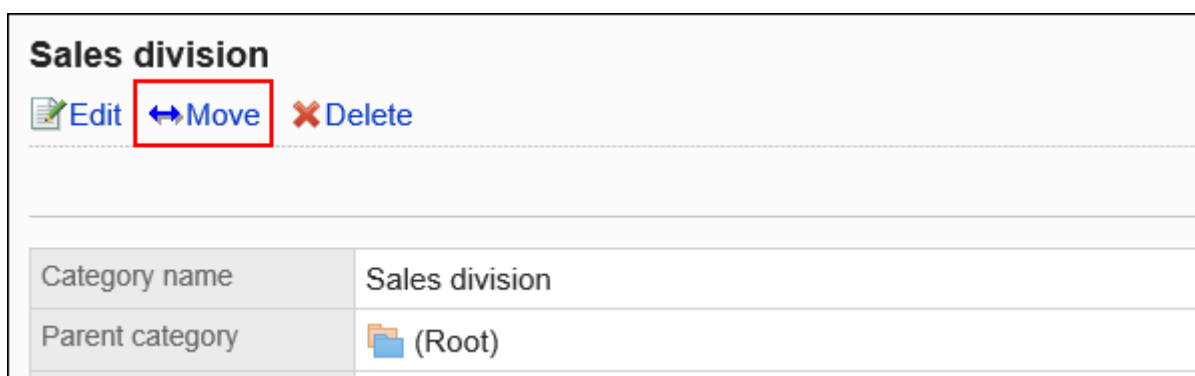 Sales division
Edit Move Delete
Category name Sales division
Parent category (Root)